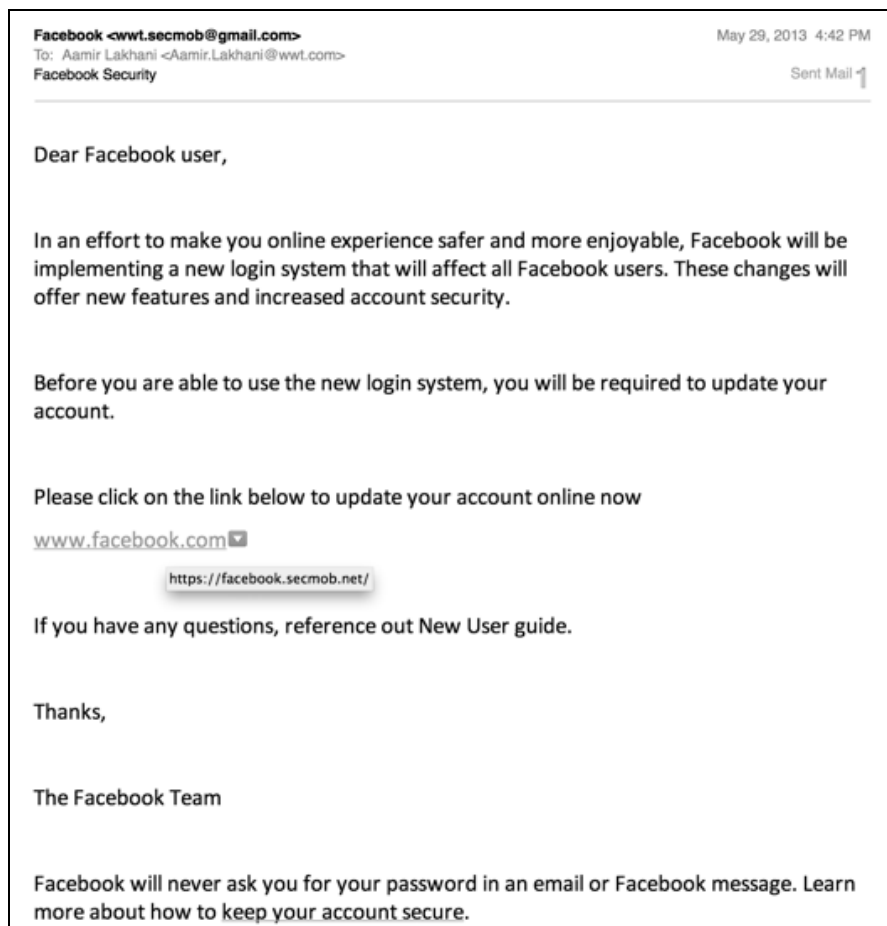 Facebook <wwt.secmob@gmail.com>
May 29, 2013 4:42 PM
To: Aamir Lakhani <Aamir.Lakhani@wwt.com>
Facebook Security
Sent Mail 1
Dear Facebook user,
In an effort to make you online experience safer and more enjoyable, Facebook will be
implementing a new login system that will affect all Facebook users. These changes will
offer new features and increased account security.
Before you are able to use the new login system, you will be required to update your
account.
Please click on the link below to update your account online now
www.facebook.com
https://facebook.secmob.net/
If you have any questions, reference out New User guide.
Thanks,
The Facebook Team
Facebook will never ask you for your password in an email or Facebook message. Learn
more about how to keep your account secure.